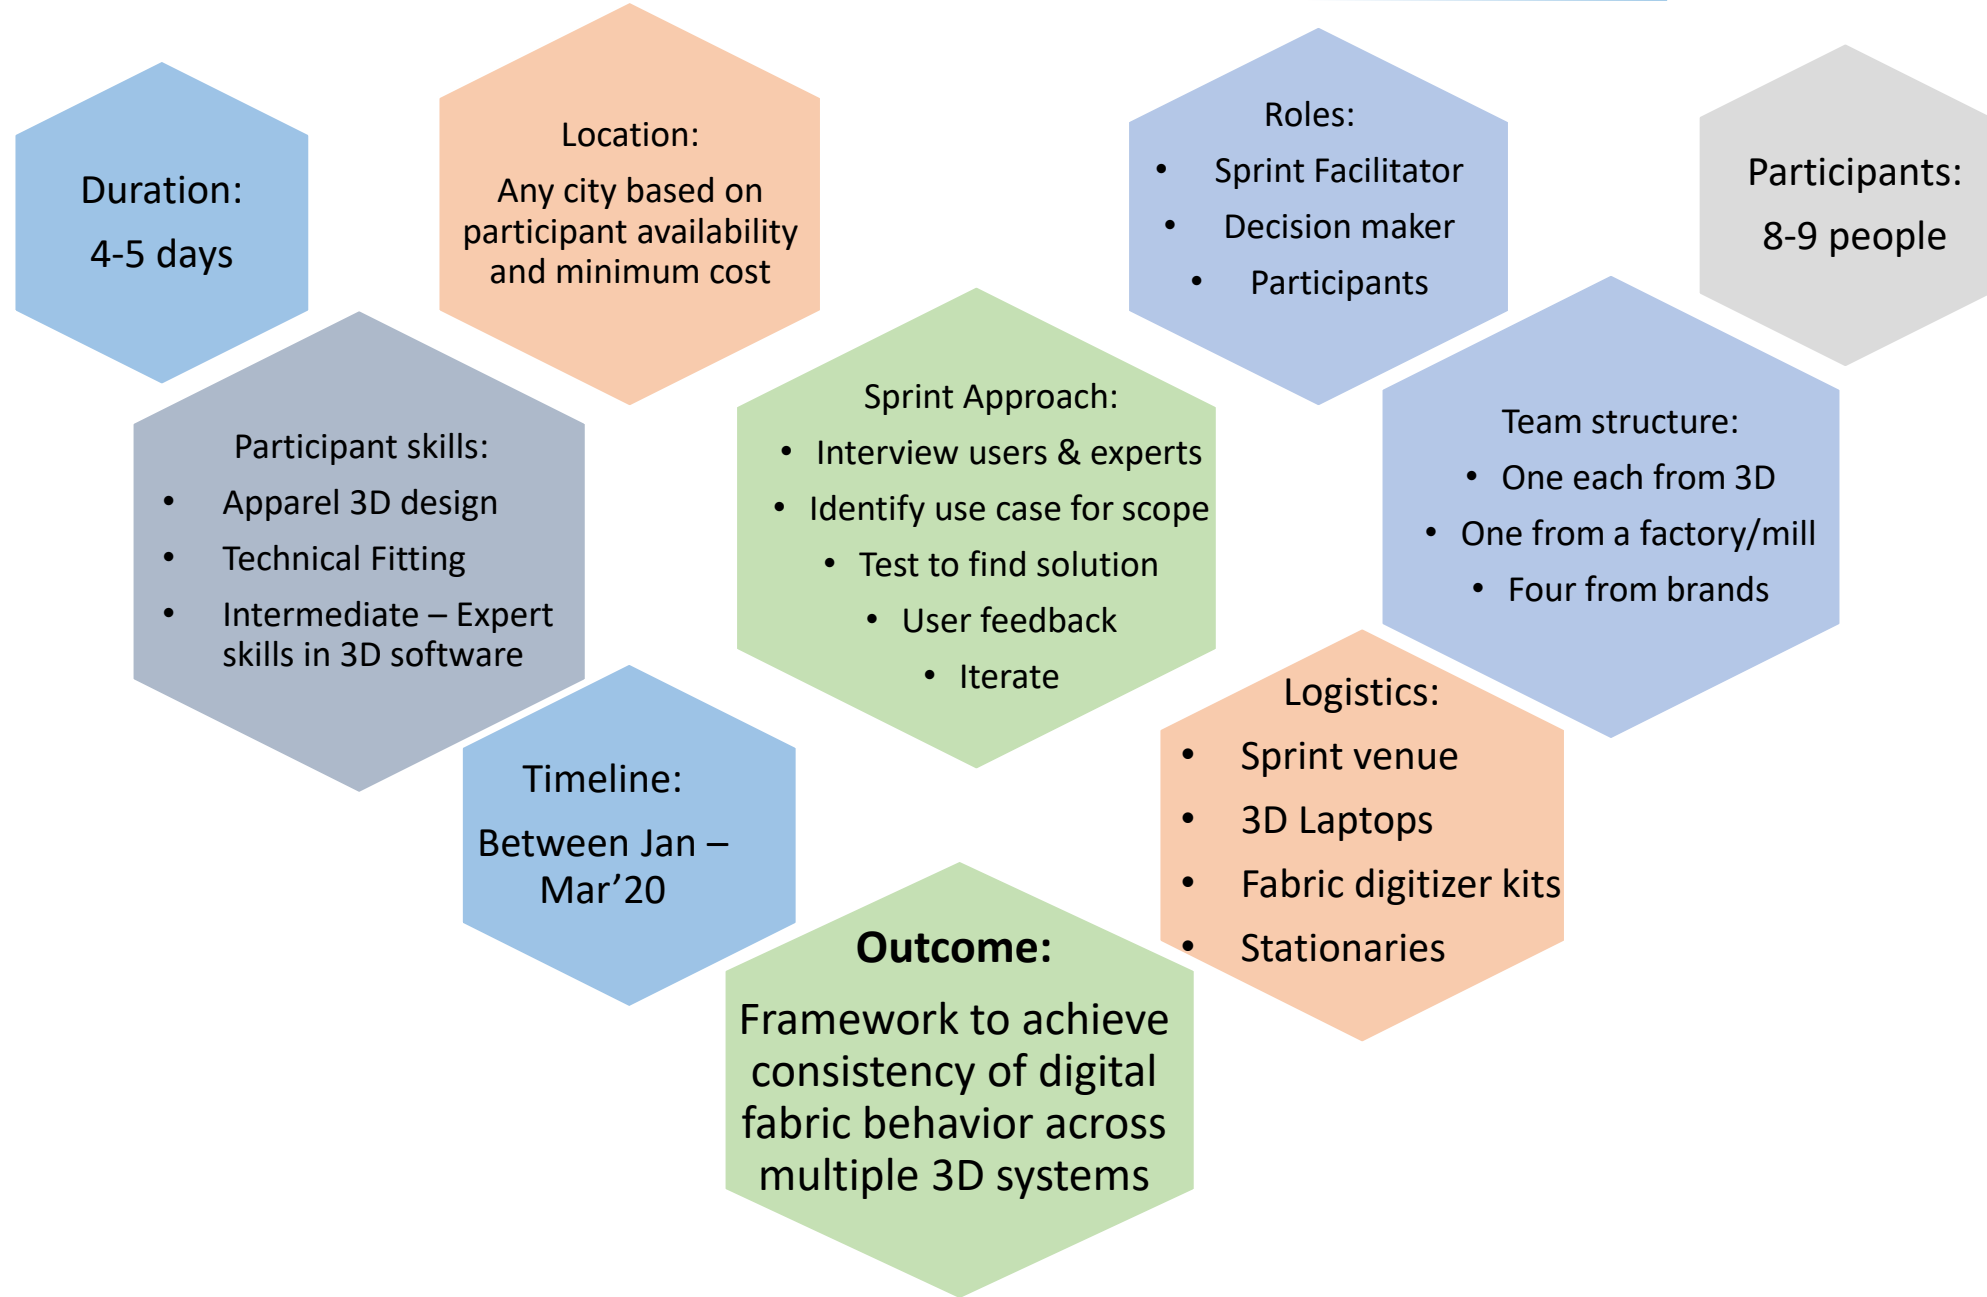 Duration:
4-5 days
Location:
Any city based on
participant availability
and minimum cost
Roles:
• Sprint Facilitator
• Decision maker
• Participants
Participants:
8-9 people
Participant skills:
• Apparel 3D design
• Technical Fitting
• Intermediate – Expert
skills in 3D software
Sprint Approach:
• Interview users & experts
• Identify use case for scope
• Test to find solution
• User feedback
• Iterate
Team structure:
• One each from 3D
• One from a factory/mill
• Four from brands
Timeline:
Between Jan –
Mar’20
Logistics:
• Sprint venue
• 3D Laptops
• Fabric digitizer kits
• Stationaries
Outcome:
Framework to achieve
consistency of digital
fabric behavior across
multiple 3D systems